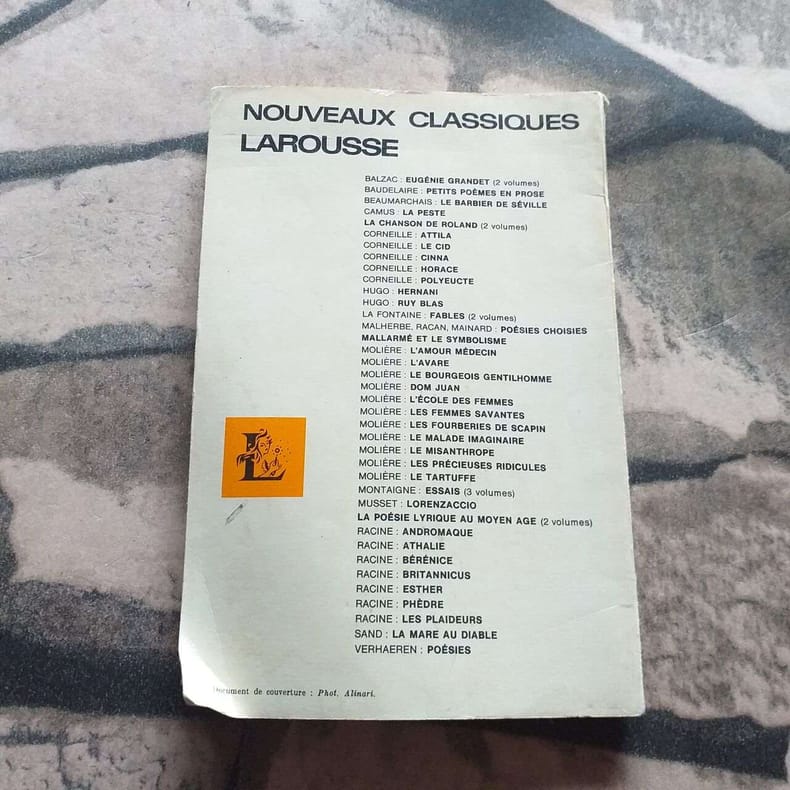 NOUVEAUX CLASSIQUES
LAROUSSE
BALZAC : EUGÉNIE GRANDET (2 volumes)
BAUDELAIRE : PETITS POÈMES EN PROSE
BEAUMARCHAIS : LE BARBIER DE SÉVILLE
CAMUS : LA PESTE
LA CHANSON DE ROLAND (2 volumes)
CORNEILLE : ATTILA
CORNEILLE : LE CID
CORNEILLE : CINNA
CORNEILLE : HORACE
CORNEILLE : POLYEUCTE
HUGO : HERNANI
HUGO : RUY BLAS
LA FONTAINE : FABLES (2 volumes)
MALHERBE, RACAN, MAINARD : POÉSIES CHOISIES
MALLARMÉ ET LE SYMBOLISME
MOLIÈRE : L'AMOUR MÉDECIN
MOLIÈRE : L'AVARE
MOLIÈRE : LE BOURGEOIS GENTILHOMME
MOLIÈRE : DOM JUAN
MOLIÈRE : L'ÉCOLE DES FEMMES
MOLIÈRE : LES FEMMES SAVANTES
MOLIÈRE : LES FOURBERIES DE SCAPIN
MOLIÈRE : LE MALADE IMAGINAIRE
MOLIÈRE : LE MISANTHROPE
MOLIÈRE : LES PRÉCIEUSES RIDICULES
MOLIÈRE : LE TARTUFFE
MONTAIGNE : ESSAIS (3 volumes)
MUSSET : LORENZACCIO
LA POÉSIE LYRIQUE AU MOYEN AGE (2 volumes)
RACINE : ANDROMAQUE
RACINE : ATHALIE
RACINE : BÉRÉNICE
RACINE : BRITANNICUS
RACINE : ESTHER
RACINE : PHÈDRE
RACINE : LES PLAIDEURS
SAND : LA MARE AU DIABLE
VERHAEREN : POÉSIES
L
Document de couverture : Phot. Alinari.